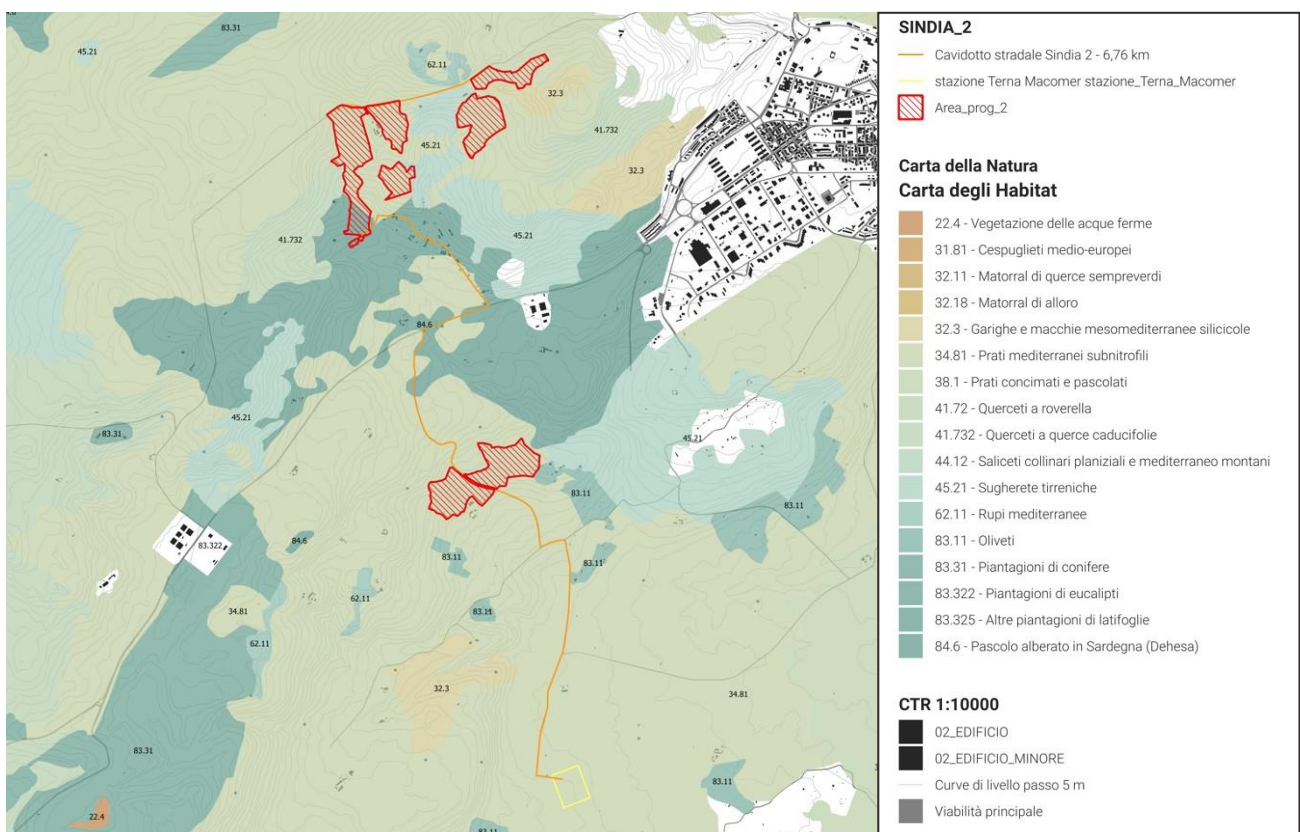 SINDIA_2
Cavidotto stradale Sindia 2 - 6,76 km
stazione Terna Macomer stazione_Terna_Macomer
Area_prog_2
Carta della Natura
Carta degli Habitat
22.4 - Vegetazione delle acque ferme
31.81 - Cespuglieti medio-europei
32.11 - Matorral di querce sempreverdi
32.18 - Matorral di alloro
32.3 - Garighe e macchie mesomediterranee silicicole
34.81 - Prati mediterranei subnitrofili
38.1 - Prati concimati e pascolati
41.72 - Querceti a roverella
41.732 - Querceti a querce caducifolie
44.12 - Saliceti collinari planiziali e mediterraneo montani
45.21 - Sugherete tirreniche
62.11 - Rupi mediterranee
83.11 - Oliveti
83.31 - Piantagioni di conifere
83.322 - Piantagioni di eucalipti
83.325 - Altre piantagioni di latifoglie
84.6 - Pascolo alberato in Sardegna (Dehesa)
CTR 1:10000
02_EDIFICIO
02_EDIFICIO_MINORE
Curve di livello passo 5 m
Viabilità principale
83.31
45.21
62.11
32.3
41.732
45.21
32.3
41.732
45.21
84.6
45.21
83.31
45.21
83.11
83.11
84.6
83.322
83.11
83.11
62.11
34.81
83.11
62.11
32.3
34.81
83.31
83.11
22.4
83.11